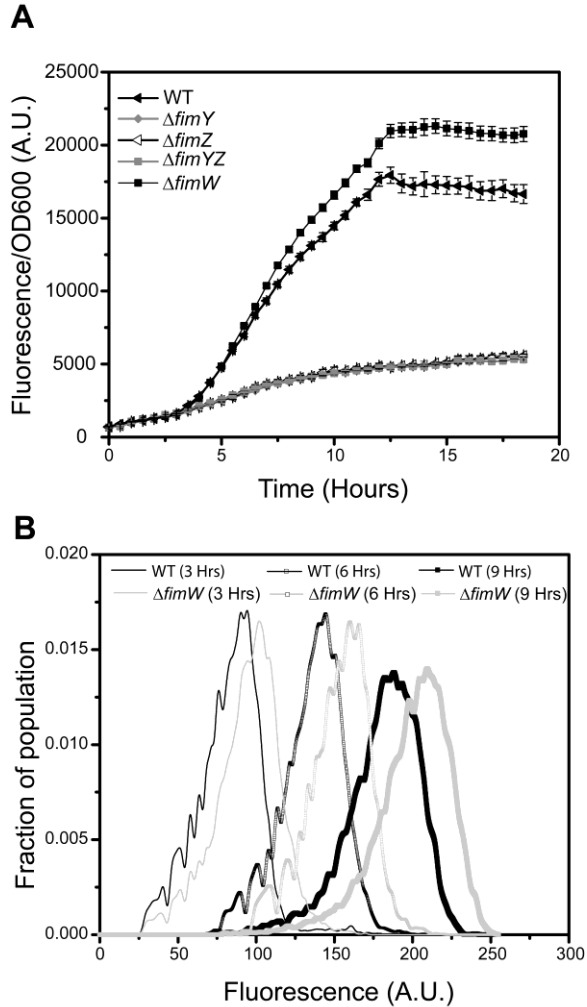 A
25000
20000
15000
10000
5000
0
Fluorescence/OD600 (A.U.)
WT
ΔfimY
ΔfimZ
ΔfimYZ
ΔfimW
0 5 10 15 20
Time (Hours)
B
0.020
0.015
0.010
0.005
0.000
Fraction of population
WT (3 Hrs) WT (6 Hrs) WT (9 Hrs)
ΔfimW (3 Hrs) ΔfimW (6 Hrs) ΔfimW (9 Hrs)
0 50 100 150 200 250 300
Fluorescence (A.U.)